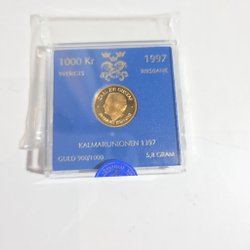 1000 Kr 1997
SVERIGES RIKSBANK
KALMARUNIONEN 1397
GULD 900/1000 5,8 GRAM